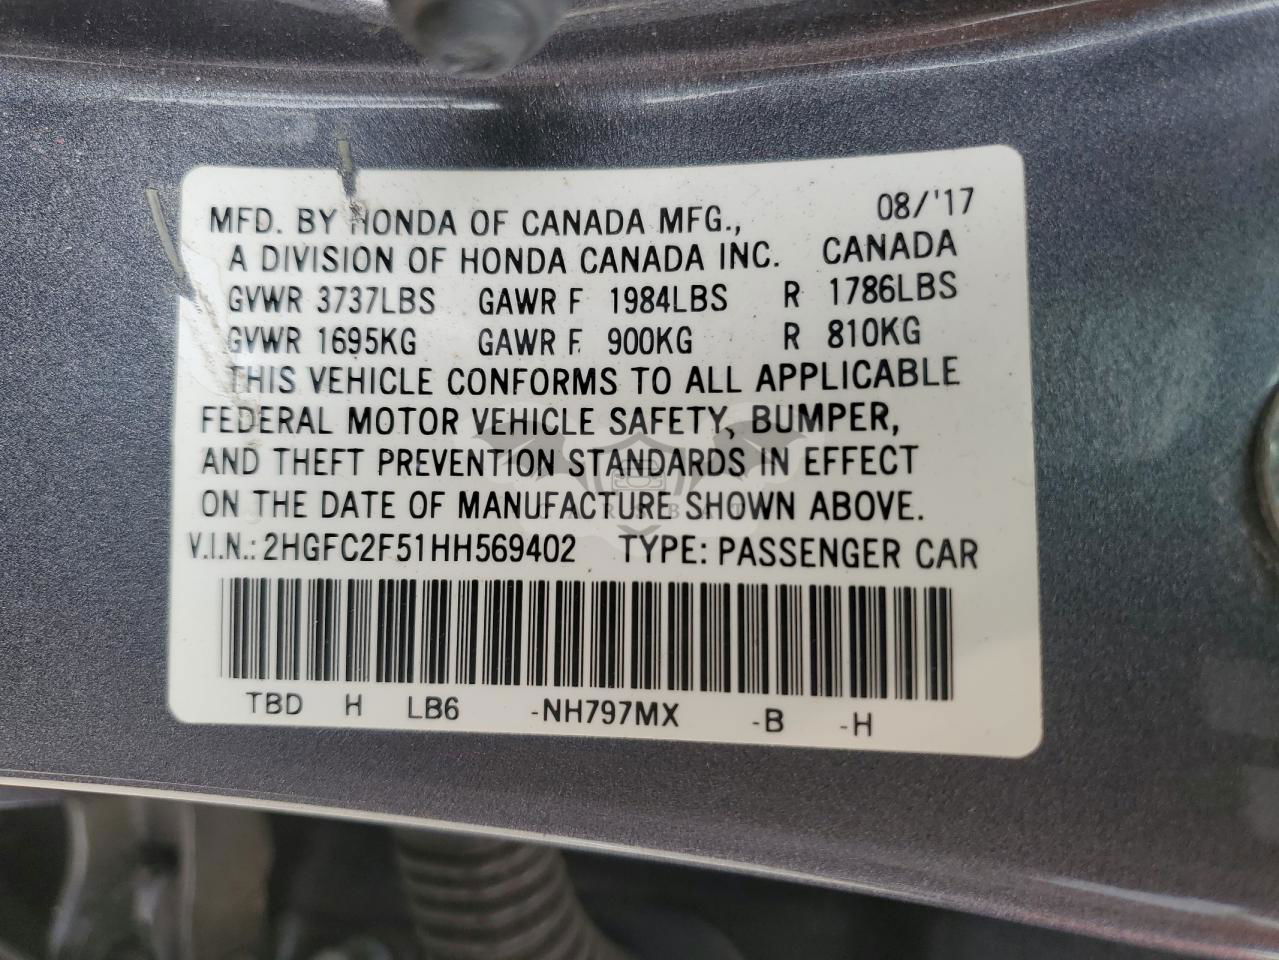 MFD. BY HONDA OF CANADA MFG., 08/'17
A DIVISION OF HONDA CANADA INC. CANADA
GVWR 3737LBS GAWR F 1984LBS R 1786LBS
GVWR 1695KG GAWR F 900KG R 810KG
THIS VEHICLE CONFORMS TO ALL APPLICABLE
FEDERAL MOTOR VEHICLE SAFETY, BUMPER,
AND THEFT PREVENTION STANDARDS IN EFFECT
ON THE DATE OF MANUFACTURE SHOWN ABOVE.
V.I.N.: 2HGFC2F51HH569402 TYPE: PASSENGER CAR
TBD H LB6 -NH797MX -B -H